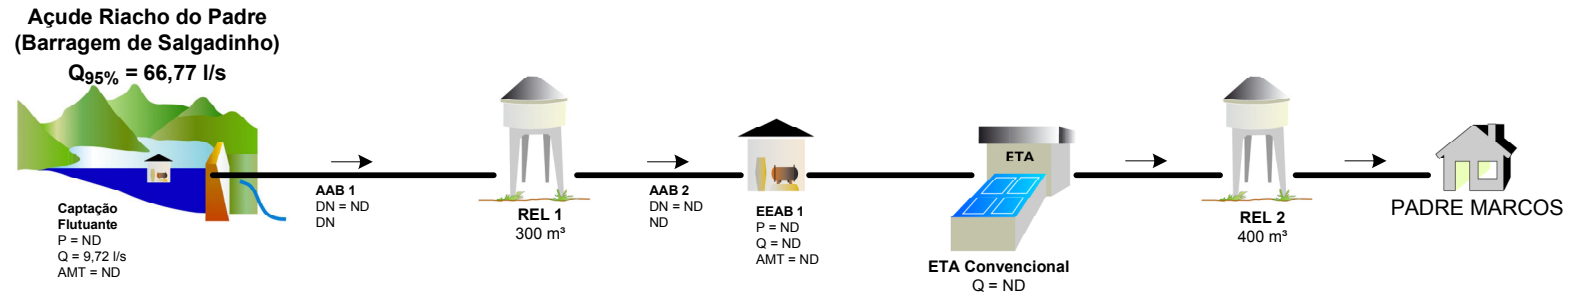 Açude Riacho do Padre
(Barragem de Salgadinho)
Q95% = 66,77 l/s
Captação
Flutuante
P = ND
Q = 9,72 l/s
AMT = ND
AAB 1
DN = ND
DN
REL 1
300 m³
AAB 2
DN = ND
ND
EEAB 1
P = ND
Q = ND
AMT = ND
ETA
ETA Convencional
Q = ND
REL 2
400 m³
PADRE MARCOS